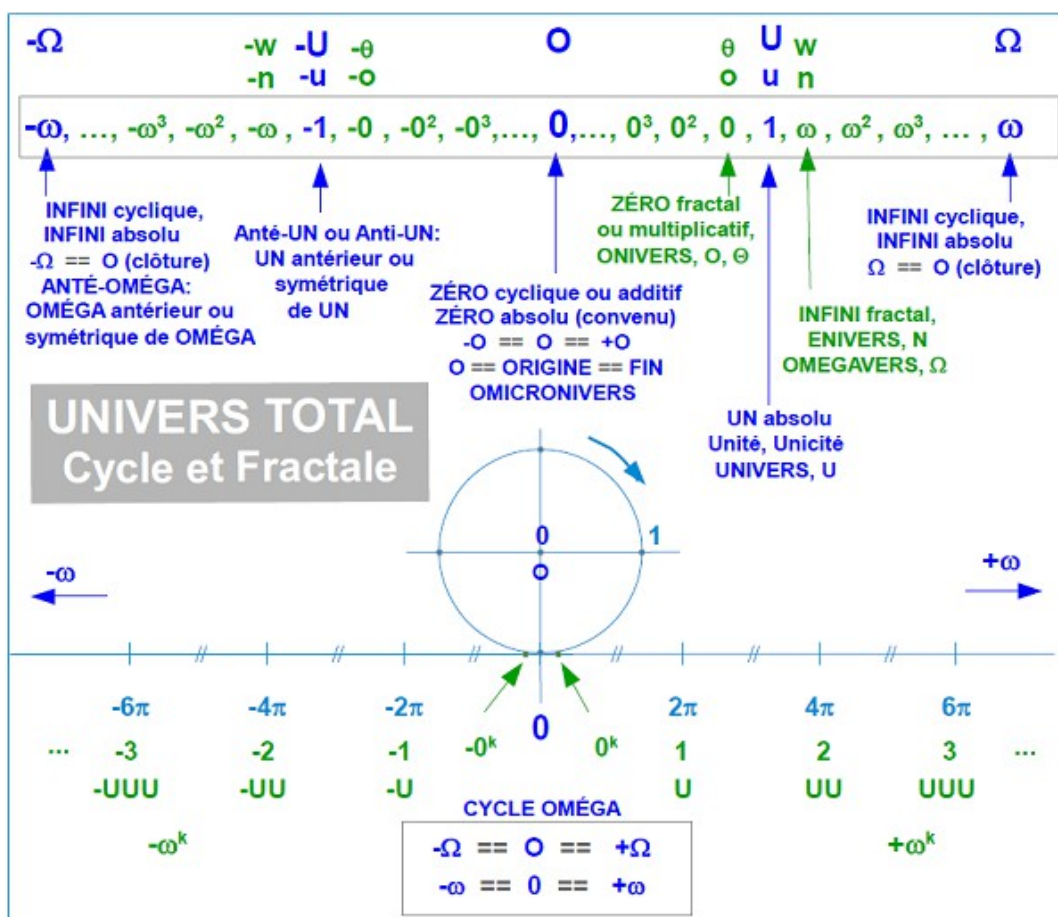 -Ω -w -U -θ O θ U w Ω
-n -u -o o u n
-ω, ..., -ω³, -ω², -ω, -1, -0, -0², -0³,..., 0,..., 0³, 0², 0, 1, ω, ω², ω³, ... , ω
INFINI cyclique,
INFINI absolu
-Ω == O (clôture)
ANTÉ-OMÉGA:
OMÉGA antérieur ou
symétrique de OMÉGA
Anté-UN ou Anti-UN:
UN antérieur ou
symétrique
de UN
ZÉRO cyclique ou additif
ZÉRO absolu (convenu)
-O == O == +O
O == ORIGINE == FIN
OMICRONIVERS
ZÉRO fractal
ou multiplicatif,
ONIVERS, O, Θ
UN absolu
Unité, Unicité
UNIVERS, U
INFINI fractal,
ENIVERS, N
OMEGAVERS, Ω
INFINI cyclique,
INFINI absolu
Ω == O (clôture)
UNIVERS TOTAL
Cycle et Fractale
0 1
O
-ω +ω
// // // // // //
-6π -4π -2π 0 2π 4π 6π
... -3 -2 -1 -0ᵏ 0ᵏ 1 2 3 ...
-UUU -UU -U U UU UUU
-ωᵏ +ωᵏ
CYCLE OMÉGA
-Ω == O == +Ω
-ω == 0 == +ω